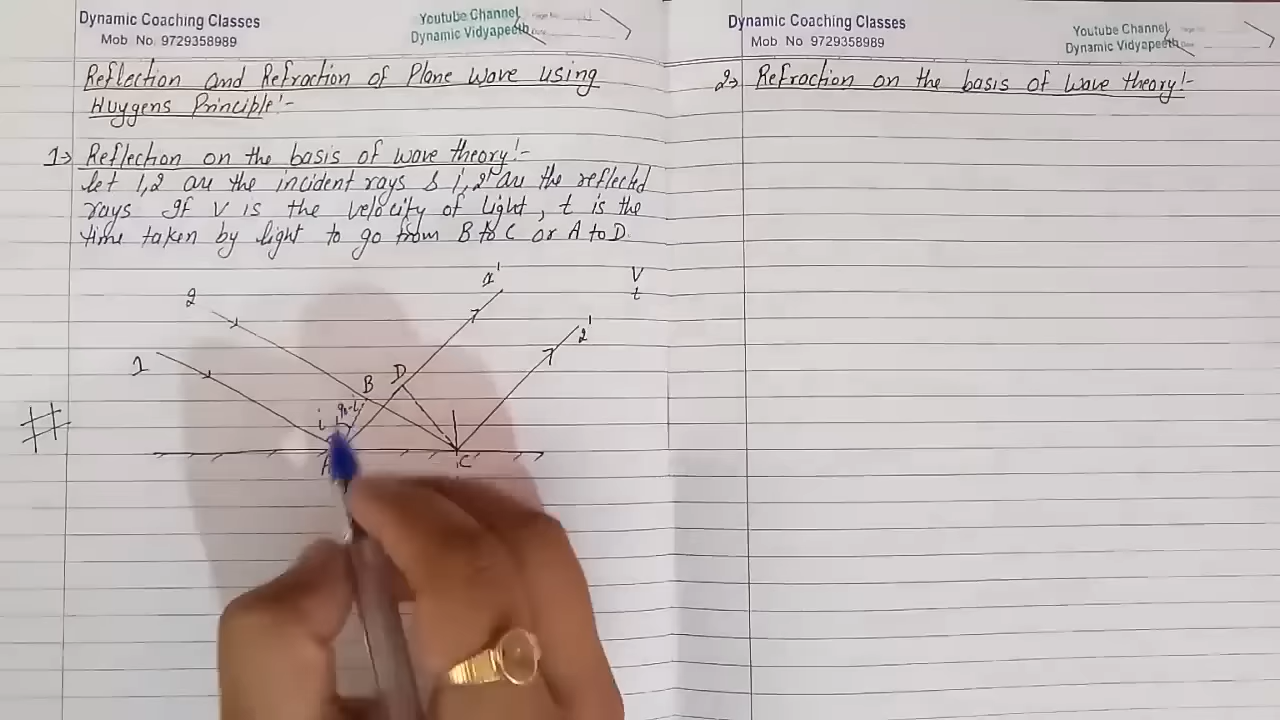 Dynamic Coaching Classes
Mob No. 9729358989
Youtube Channel
Dynamic Vidyapeeth
Reflection and Refraction of Plane wave using
Huygens Principle:-
1→ Reflection on the basis of wave theory:-
Let 1,2 are the incident rays & 1', 2' are the reflected
rays If V is the velocity of light, t is the
time taken by light to go from B to C or A to D.
2
1
1'
2'
V
t
B
D
i
90-i
A
C
#
Dynamic Coaching Classes
Mob No 9729358989
Youtube Channel
Dynamic Vidyapeeth
2→ Refraction on the basis of wave theory:-